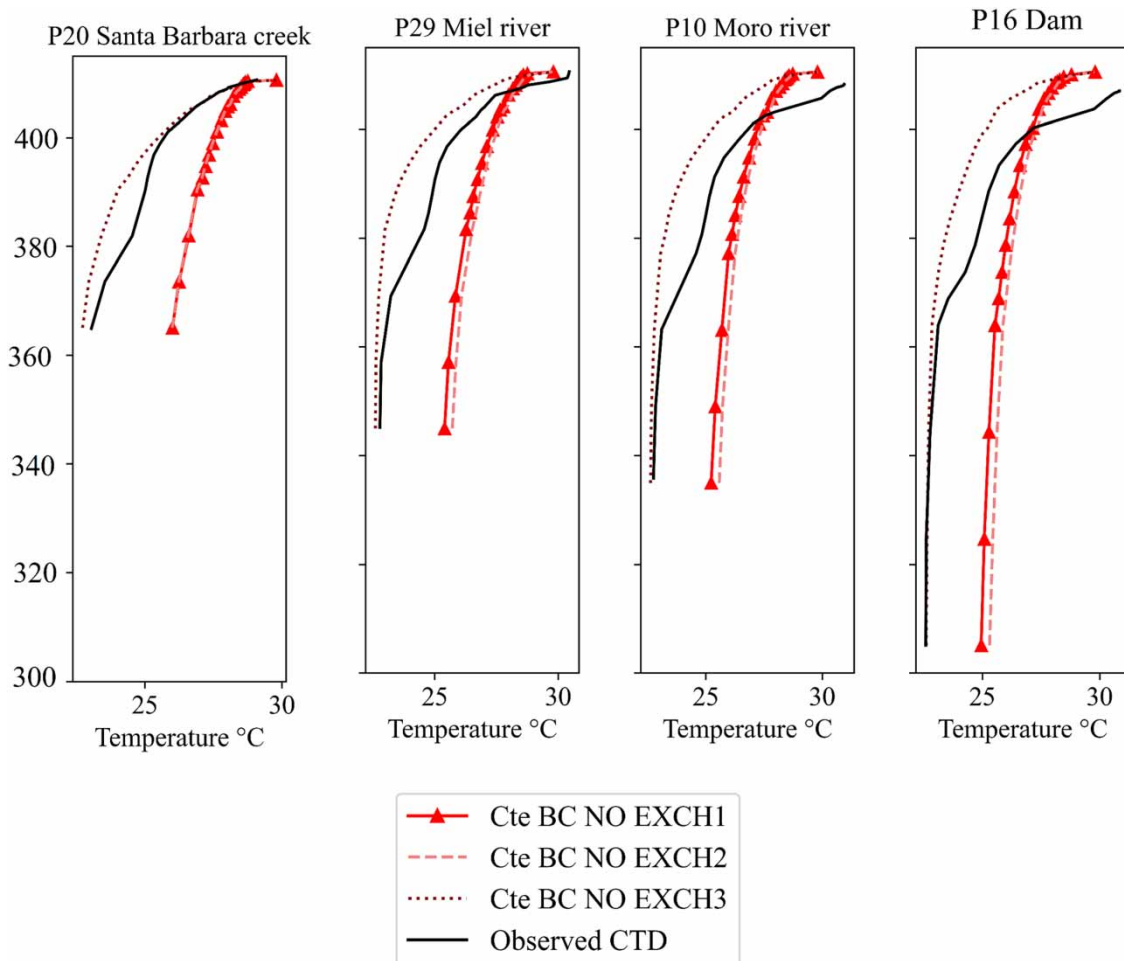 P20 Santa Barbara creek
P29 Miel river
P10 Moro river
P16 Dam
400
380
360
340
320
300
25
30
25
30
25
30
25
30
Temperature °C
Temperature °C
Temperature °C
Temperature °C
Cte BC NO EXCH1
Cte BC NO EXCH2
Cte BC NO EXCH3
Observed CTD